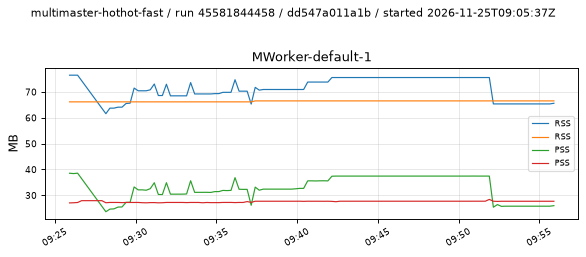 multimaster-hothot-fast / run 45581844458 / dd547a011a1b / started 2026-11-25T09:05:37Z
MWorker-default-1
MB
70
60
50
40
30
RSS
RSS
PSS
PSS
09:25
09:30
09:35
09:40
09:45
09:50
09:55